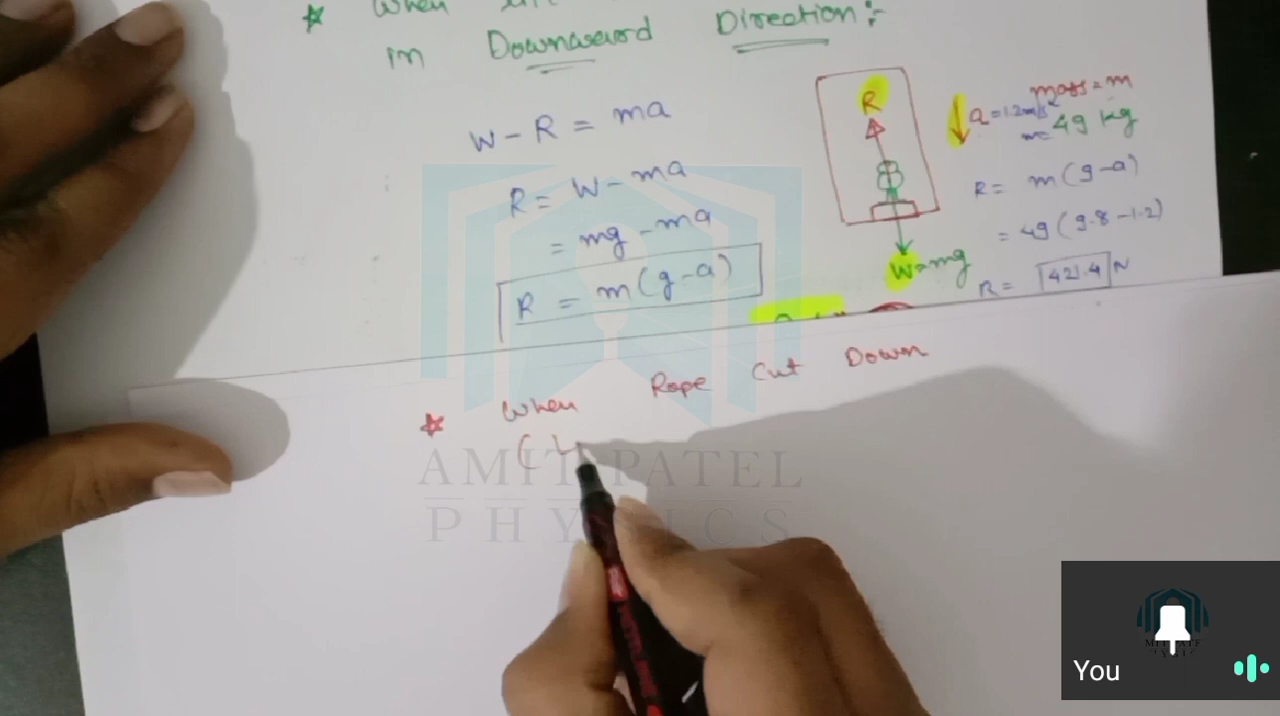 ☆ When
in Downward Direction:-
W - R = ma
R = W - ma
= mg - ma
R = m(g-a)
R
W=mg
mass = m
a = 1.2m/s²
m = 49 kg
R = m(g-a)
= 49(9.8-1.2)
R = 421.4 N
☆ When Rope Cut Down
(
AMIT PATEL
PHYSICS
You